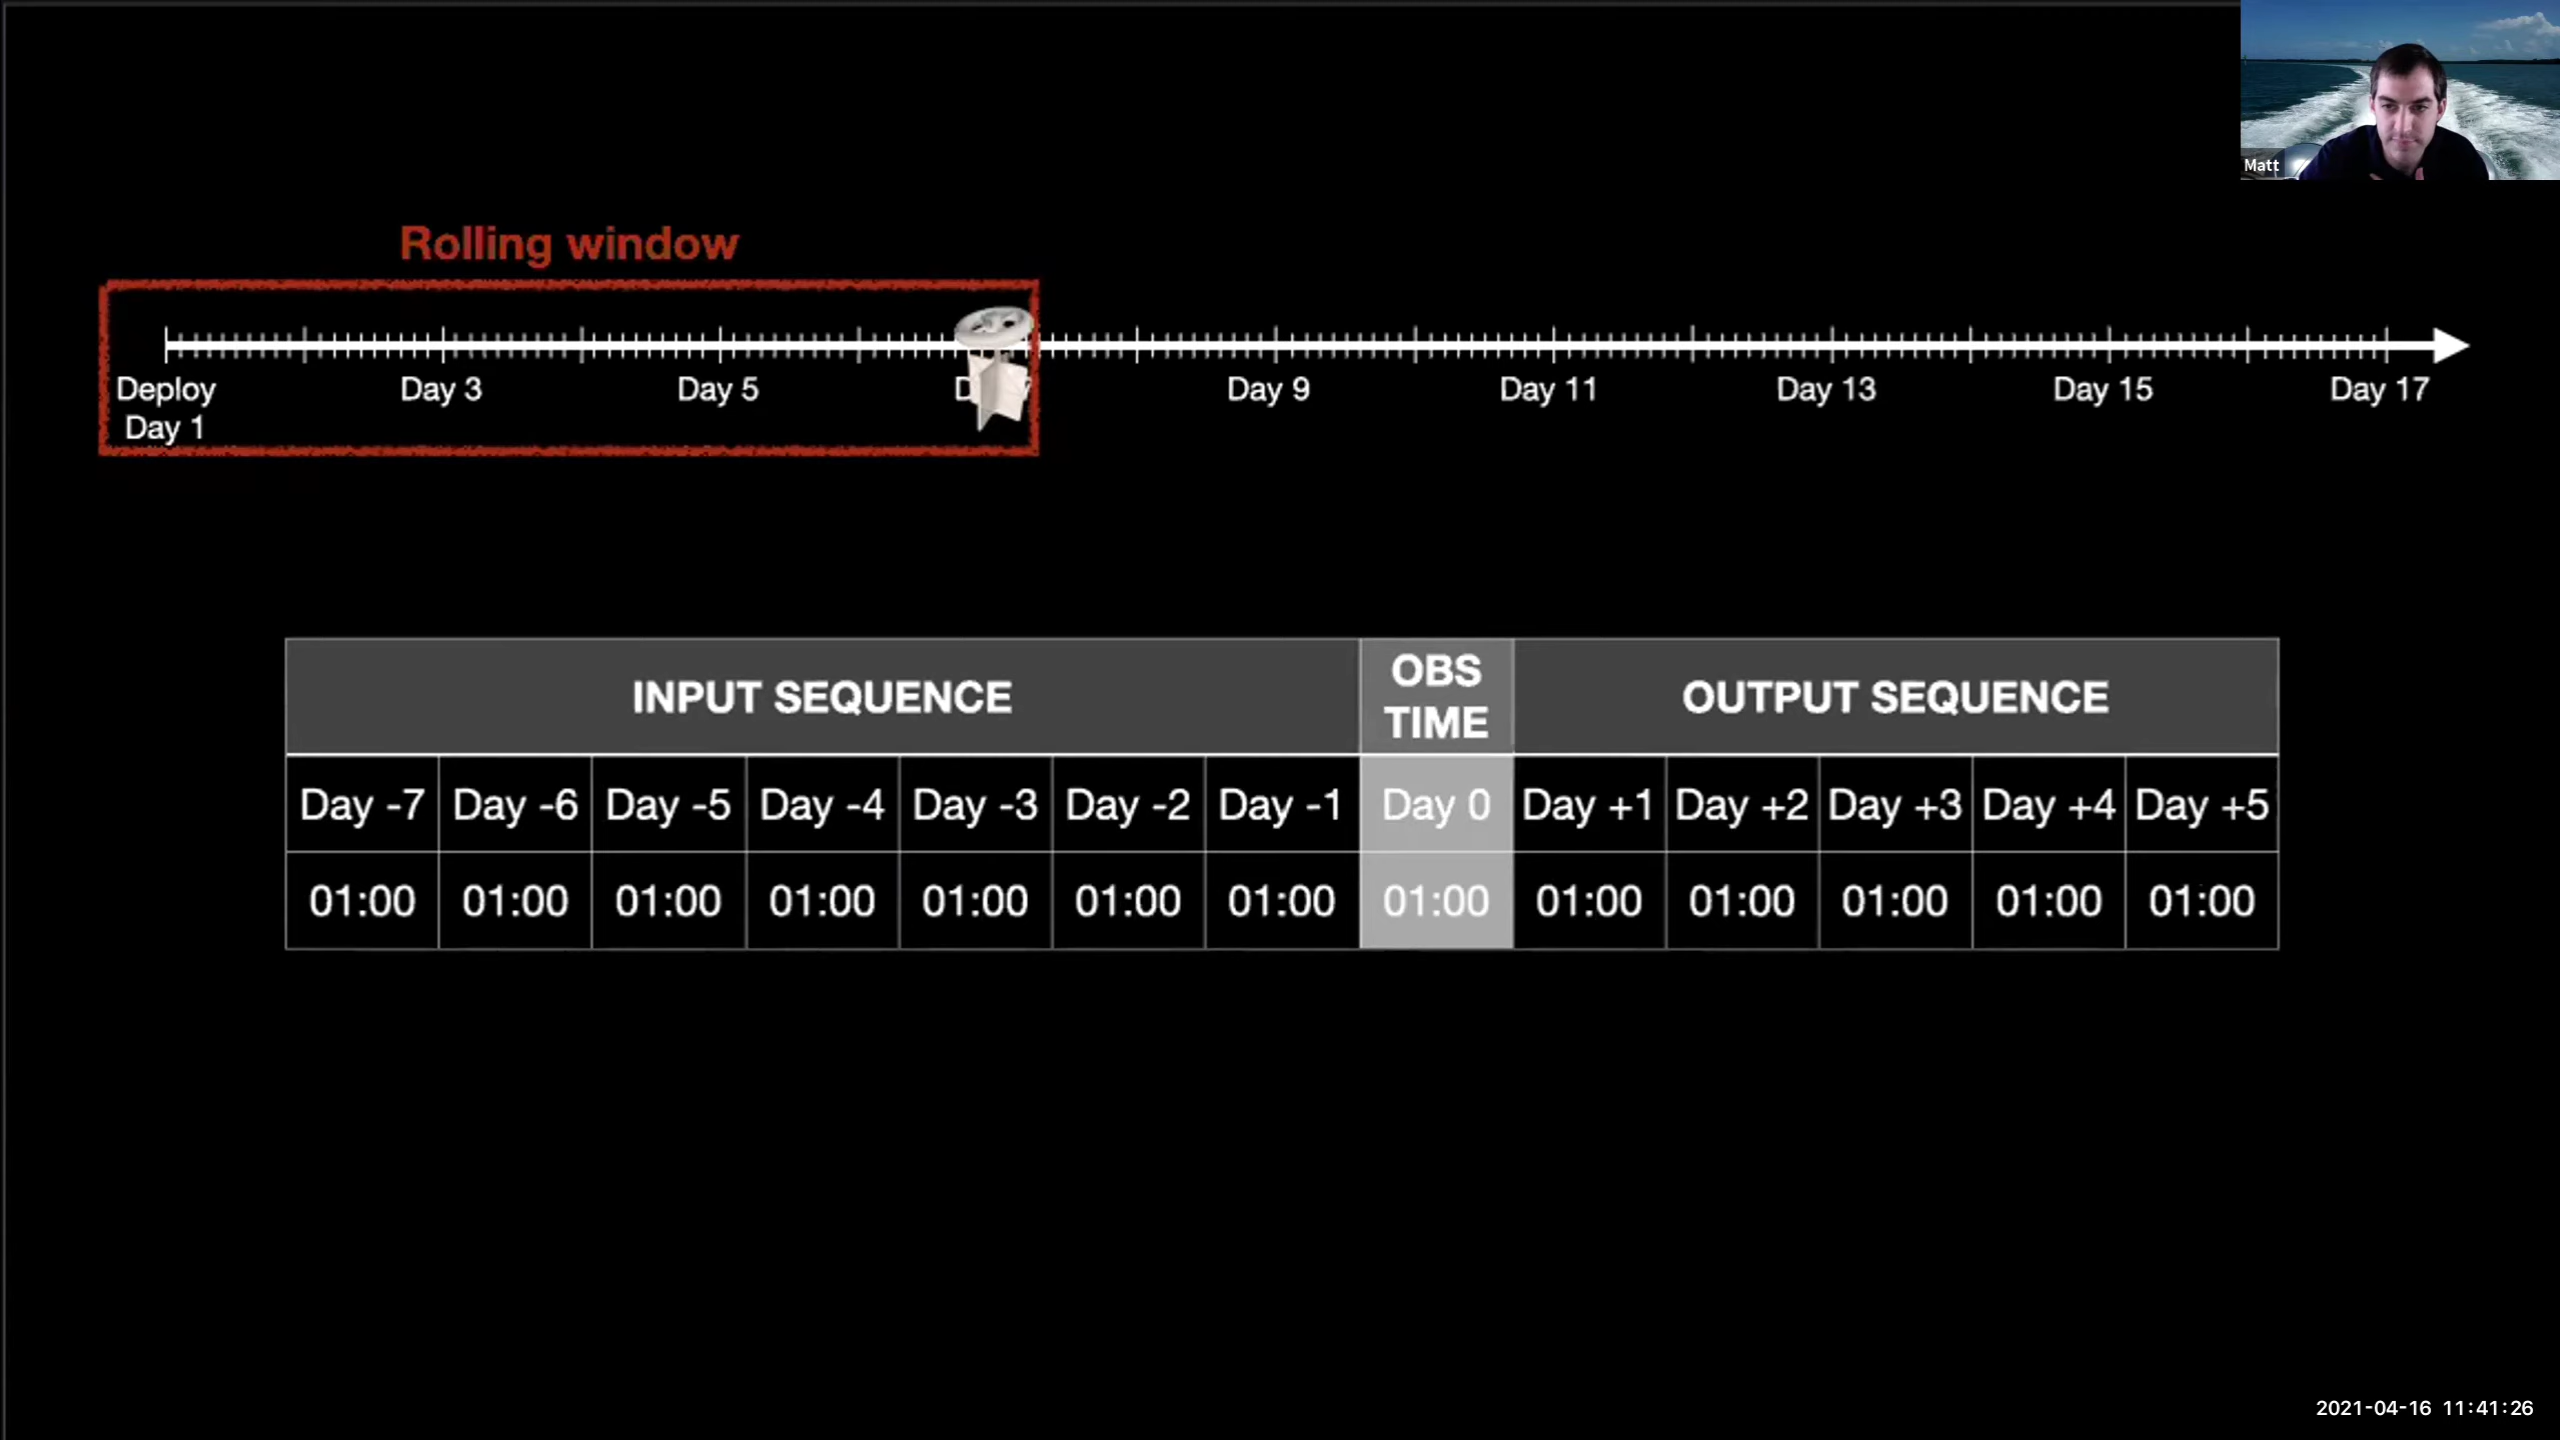 Matt
Rolling window
Deploy
Day 1
Day 3
Day 5
Day 9
Day 11
Day 13
Day 15
Day 17
INPUT SEQUENCE
OBS
TIME
OUTPUT SEQUENCE
Day -7 Day -6 Day -5 Day -4 Day -3 Day -2 Day -1 Day 0 Day +1 Day +2 Day +3 Day +4 Day +5
01:00 01:00 01:00 01:00 01:00 01:00 01:00 01:00 01:00 01:00 01:00 01:00 01:00
2021-04-16 11:41:26